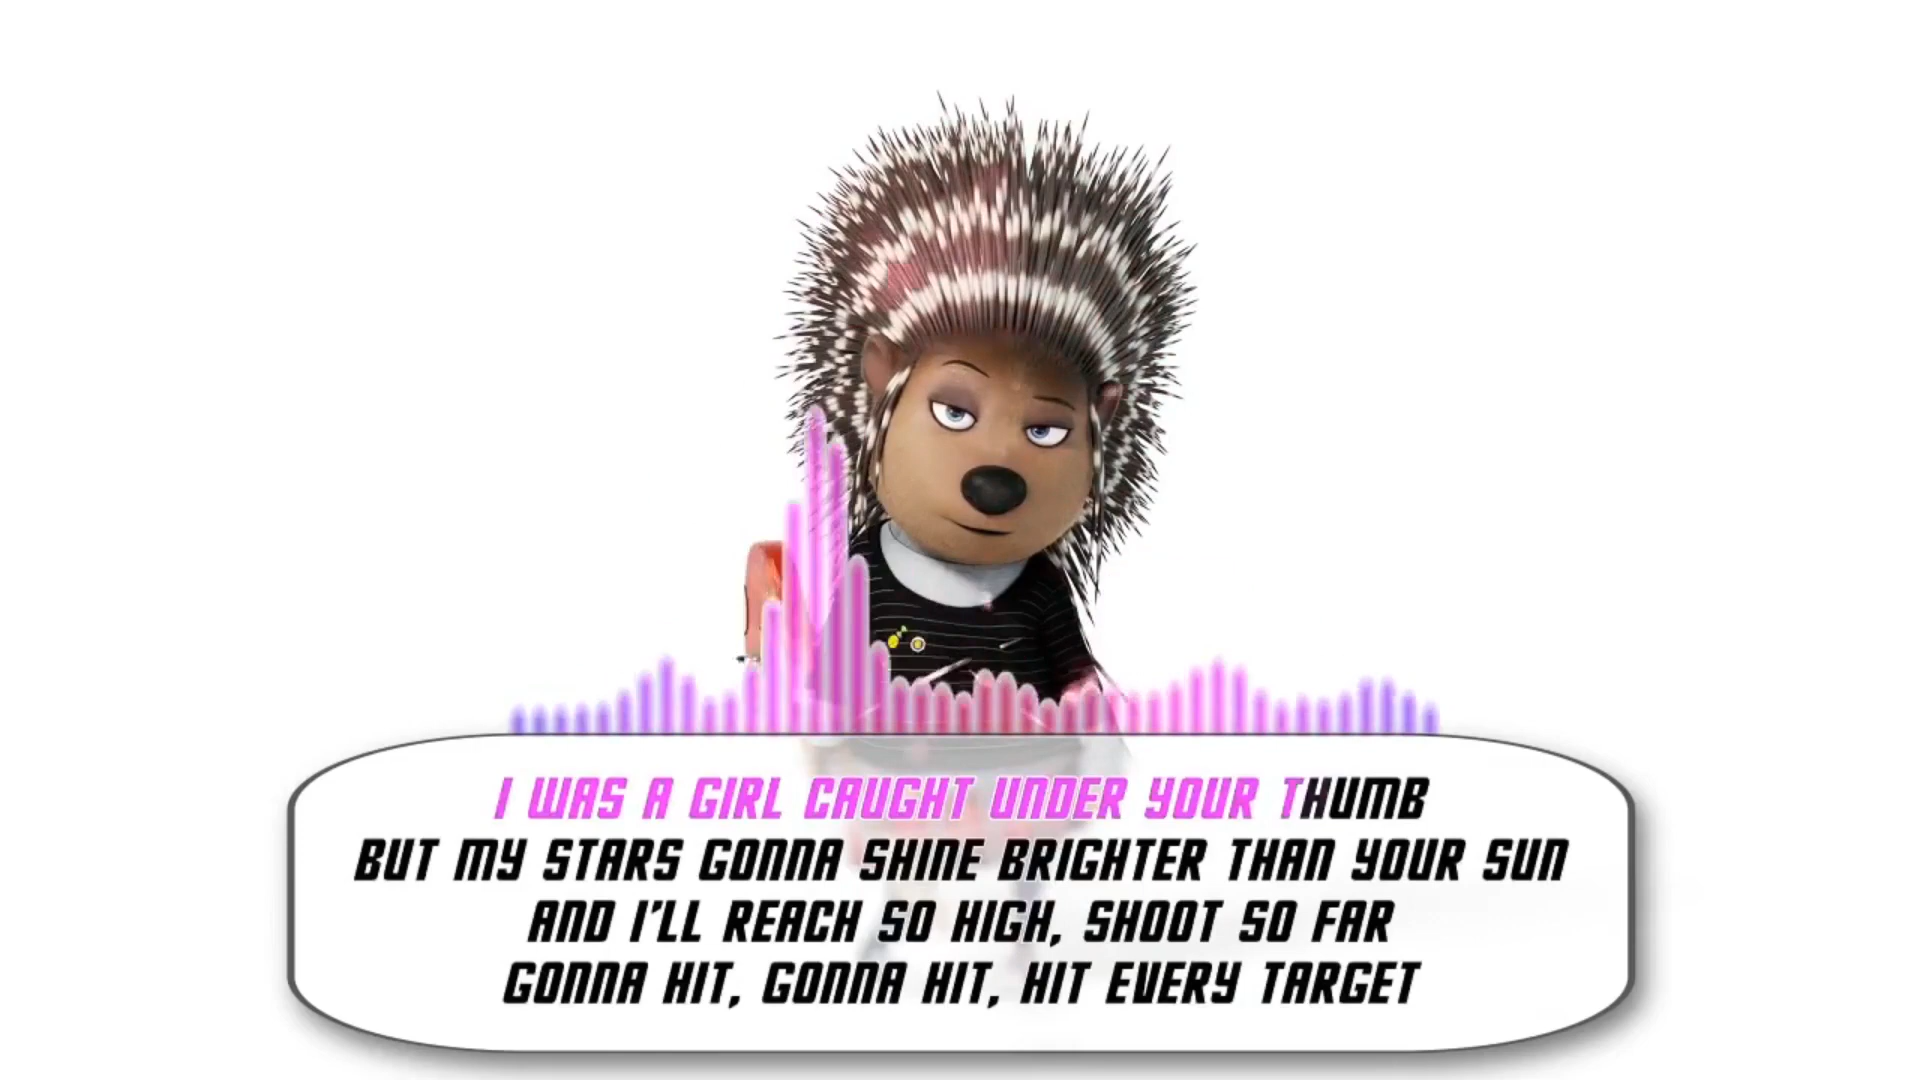 I WAS A GIRL CAUGHT UNDER YOUR THUMB
BUT MY STARS GONNA SHINE BRIGHTER THAN YOUR SUN
AND I'LL REACH SO HIGH, SHOOT SO FAR
GONNA HIT, GONNA HIT, HIT EVERY TARGET